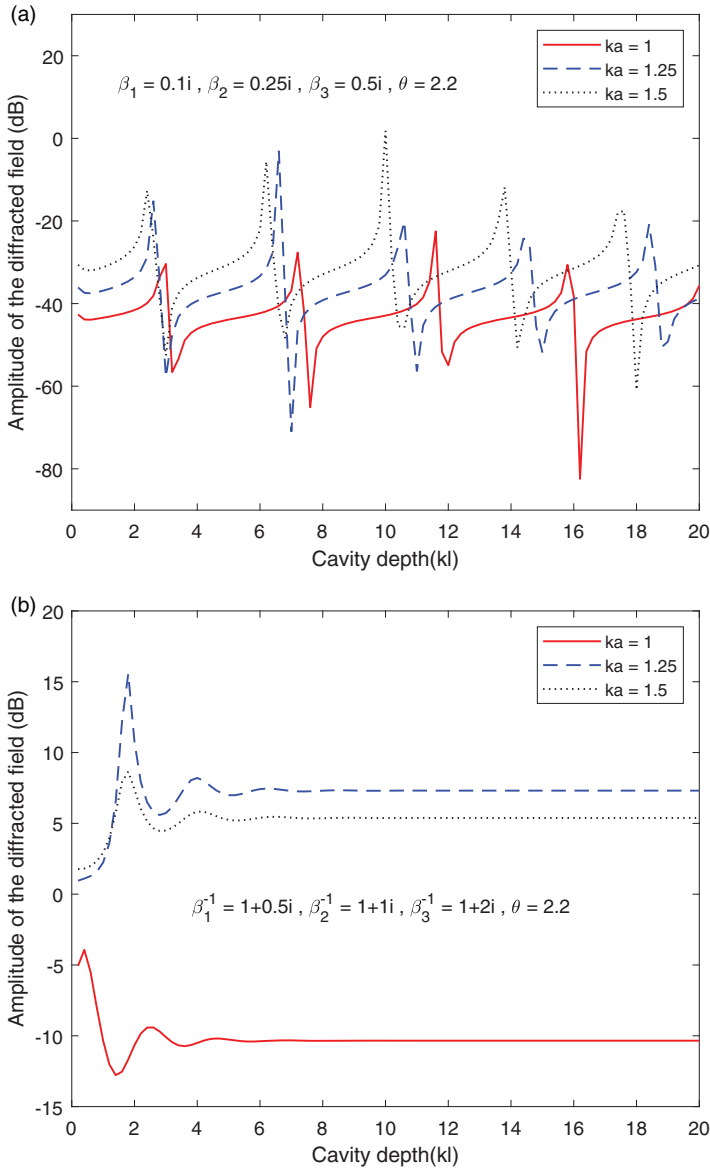 (a)
20
0
-20
-40
-60
-80
Amplitude of the diffracted field (dB)
β₁ = 0.1i , β₂ = 0.25i , β₃ = 0.5i , θ = 2.2
ka = 1
ka = 1.25
ka = 1.5
0 2 4 6 8 10 12 14 16 18 20
Cavity depth(kl)
(b)
20
15
10
5
0
-5
-10
-15
Amplitude of the diffracted field (dB)
ka = 1
ka = 1.25
ka = 1.5
β₁⁻¹ = 1+0.5i , β₂⁻¹ = 1+1i , β₃⁻¹ = 1+2i , θ = 2.2
0 2 4 6 8 10 12 14 16 18 20
Cavity depth(kl)